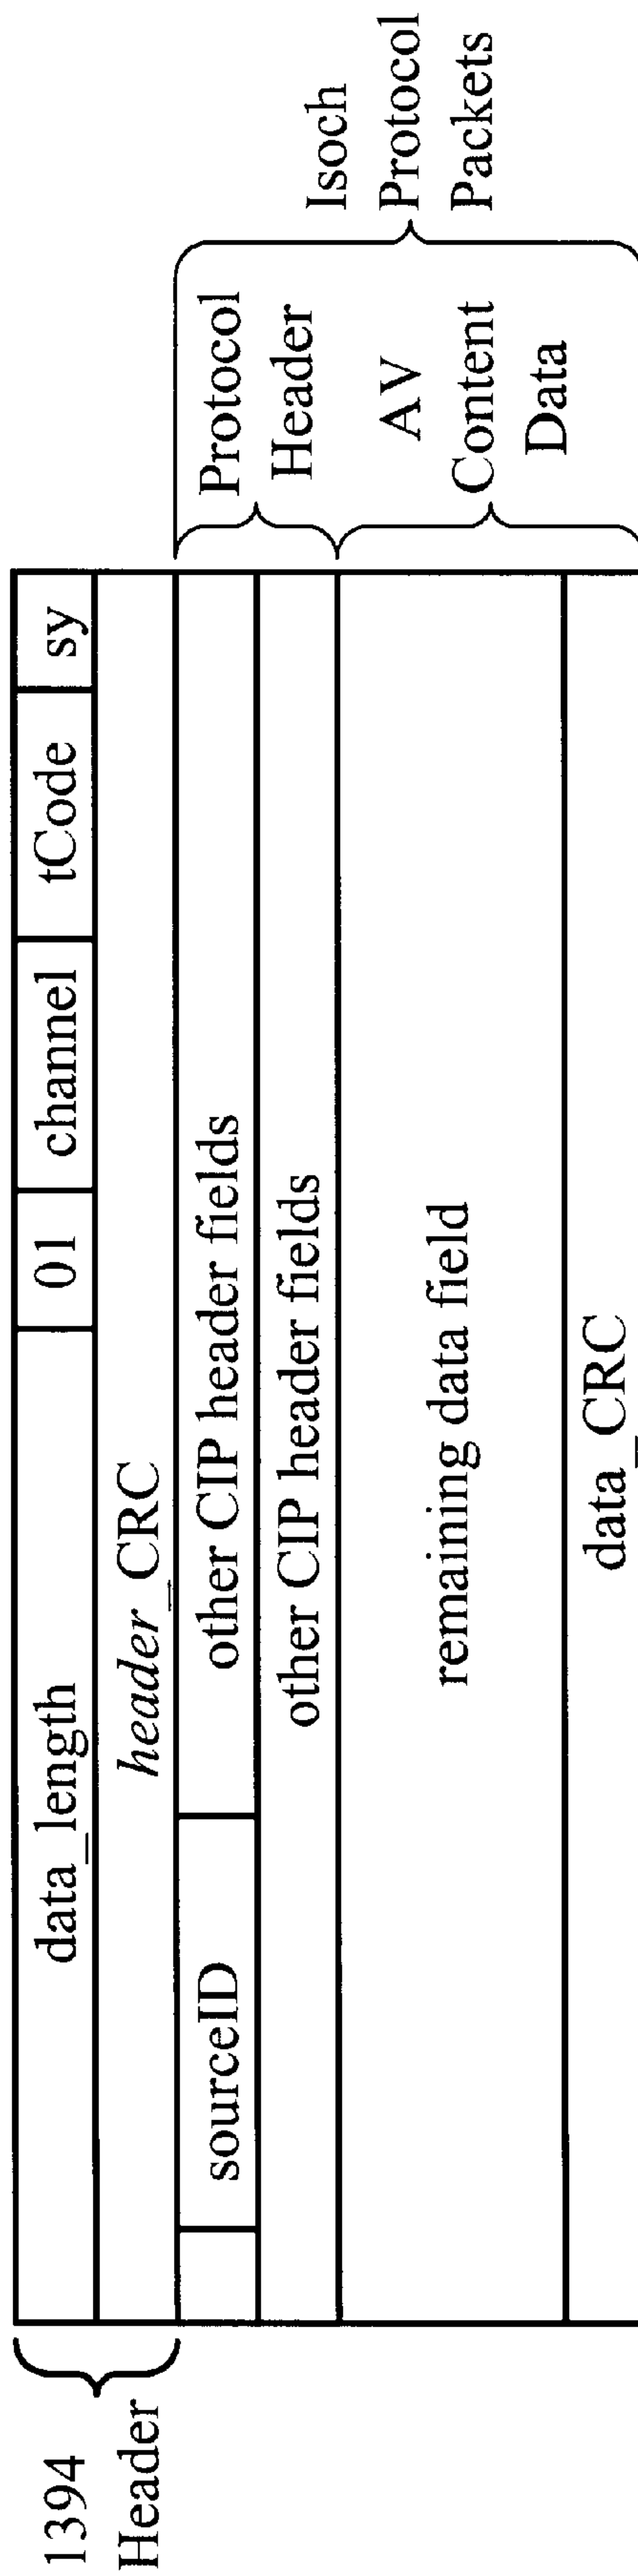 1394
Header
data_length 01 channel tCode sy
header_CRC
sourceID other CIP header fields
other CIP header fields
remaining data field
data_CRC
Protocol
Header
AV
Content
Data
Isoch
Protocol
Packets